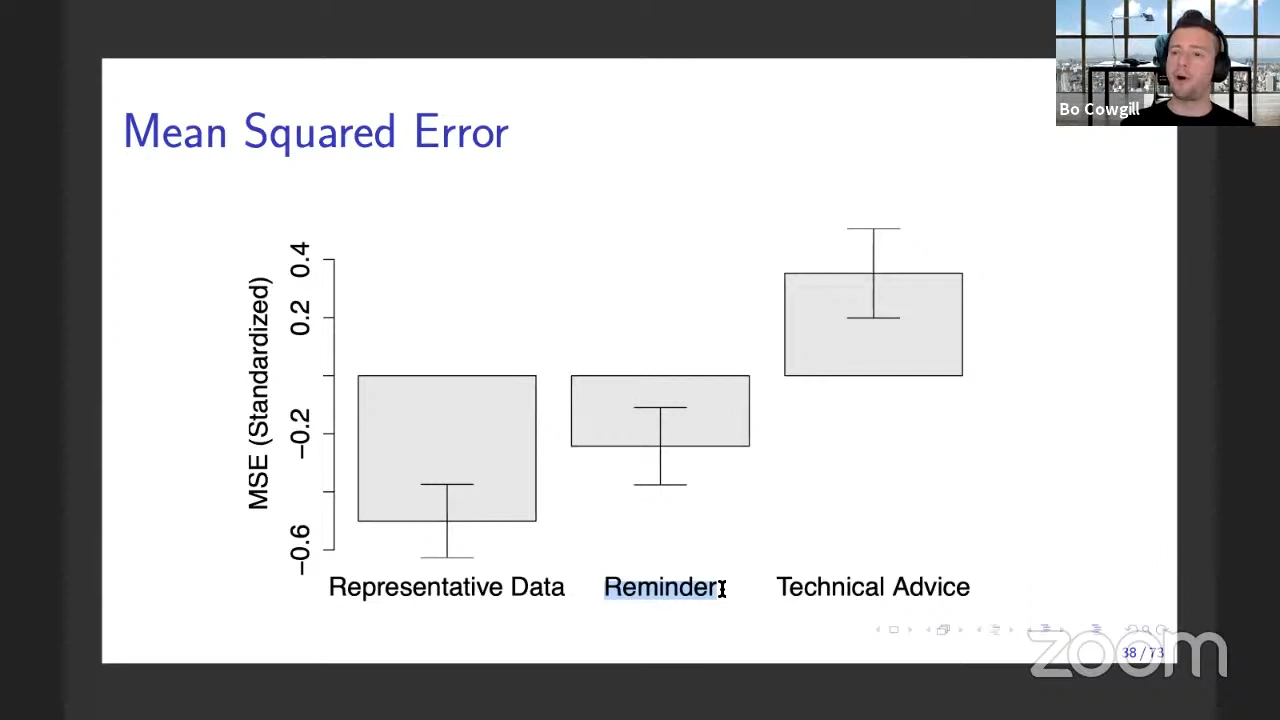 Bo Cowgill
Mean Squared Error
MSE (Standardized)
0.4
0.2
−0.2
−0.6
Representative Data
Reminder
Technical Advice
38 / 73
zoom